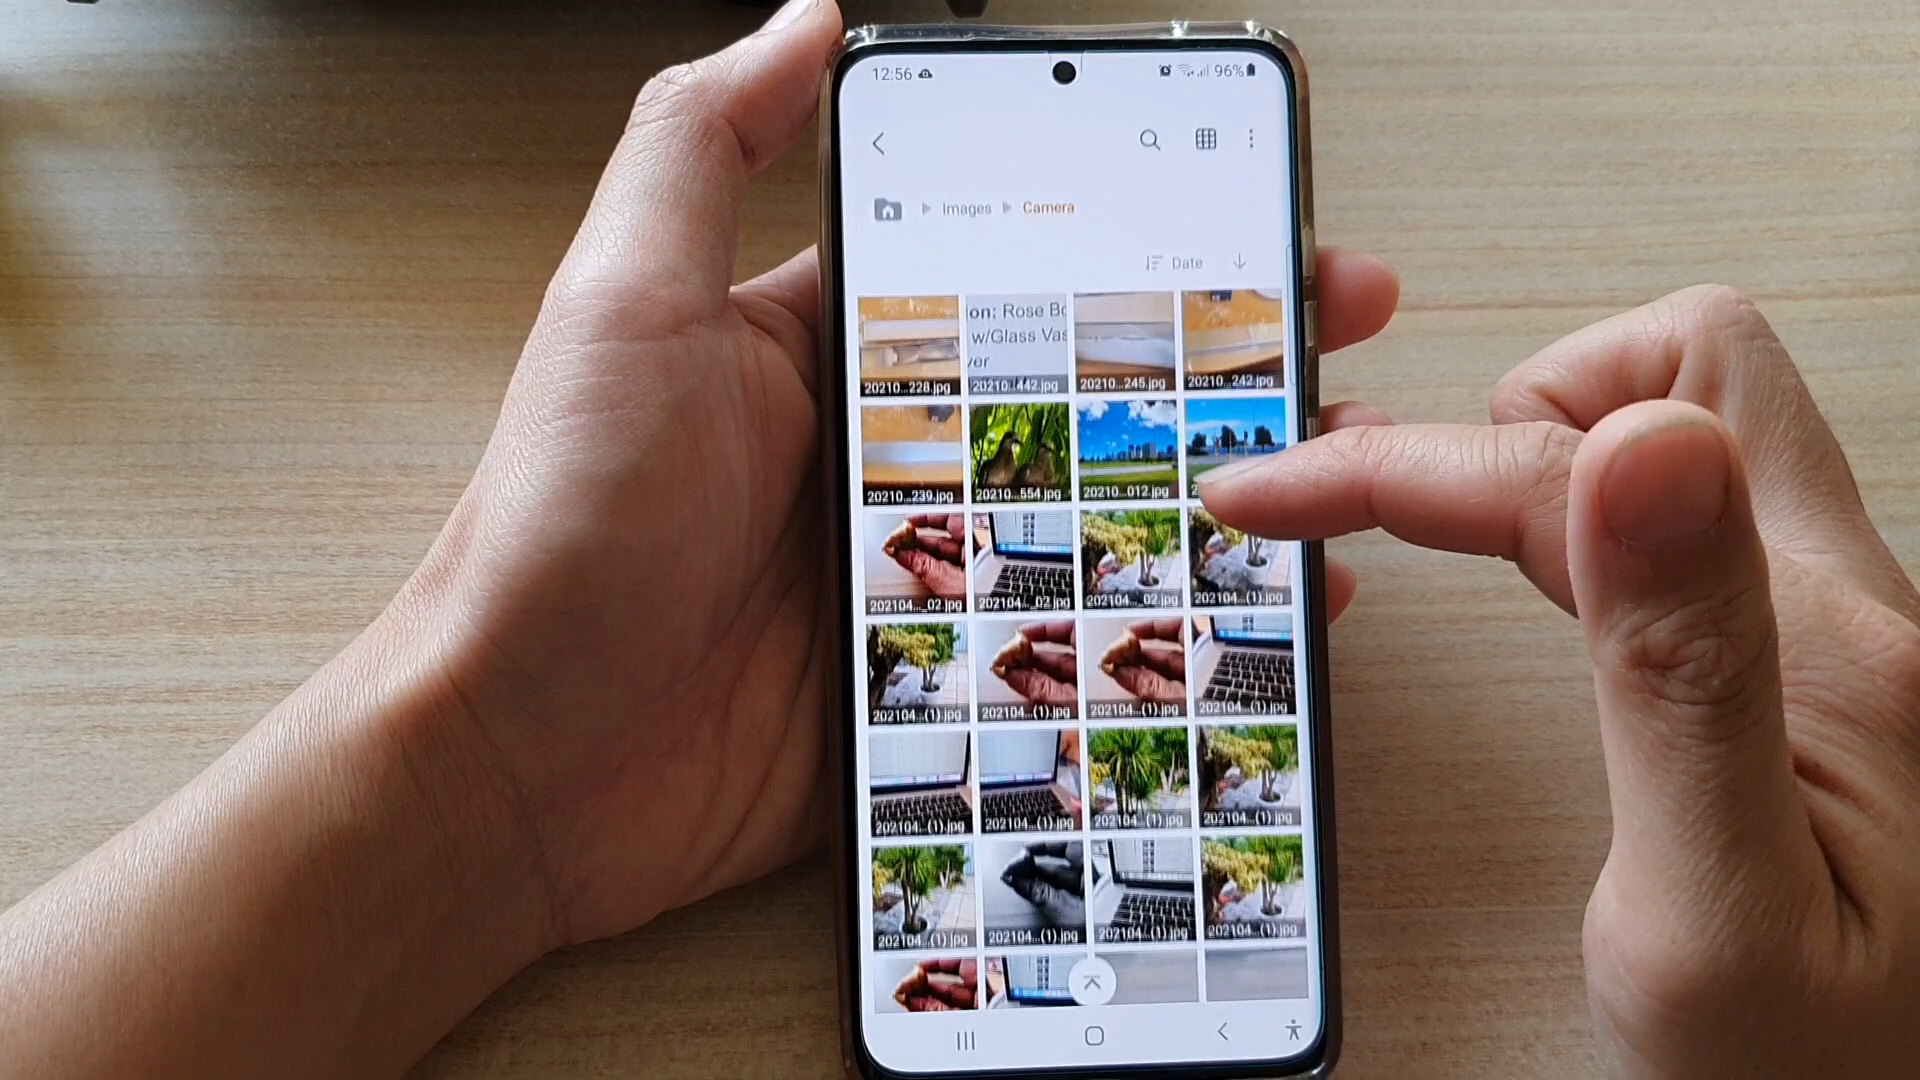 12:56 96%
Images Camera
Date
on: Rose Bo
w/Glass Vas
ver
20210...228.jpg 20210...442.jpg 20210...245.jpg 20210...242.jpg
20210...239.jpg 20210...554.jpg 20210...012.jpg 2
202104..._02.jpg 202104..._02.jpg 202104..._02.jpg 202104...(1).jpg
202104...(1).jpg 202104...(1).jpg 202104...(1).jpg 202104...(1).jpg
202104...(1).jpg 202104...(1).jpg 202104...(1).jpg 202104...(1).jpg
202104...(1).jpg 202104...(1).jpg 202104...(1).jpg 202104...(1).jpg